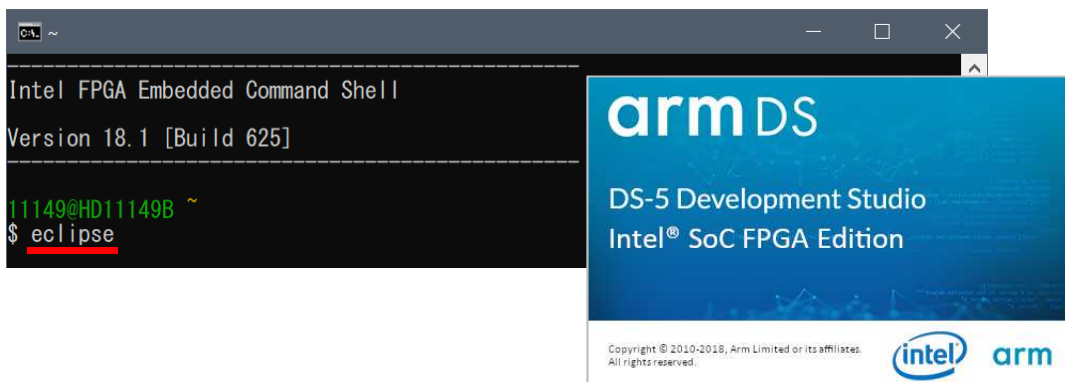 ~
Intel FPGA Embedded Command Shell
Version 18.1 [Build 625]
11149@HD11149B ~
$ eclipse
arm DS
DS-5 Development Studio
Intel® SoC FPGA Edition
Copyright © 2010-2018, Arm Limited or its affiliates.
All rights reserved.
intel arm